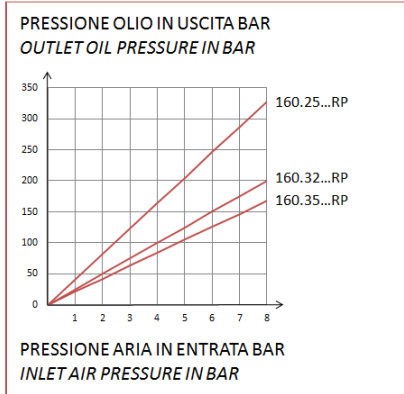 PRESSIONE OLIO IN USCITA BAR
OUTLET OIL PRESSURE IN BAR
350
300
250
200
150
100
50
0
160.25...RP
160.32...RP
160.35...RP
1 2 3 4 5 6 7 8
PRESSIONE ARIA IN ENTRATA BAR
INLET AIR PRESSURE IN BAR